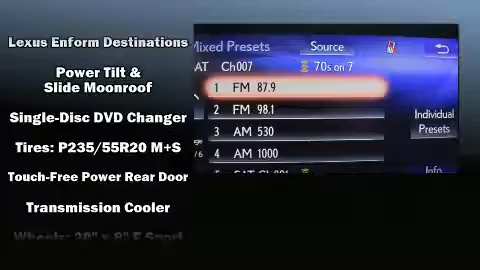 Lexus Enform Destinations
Power Tilt &
Slide Moonroof
Single-Disc DVD Changer
Tires: P235/55R20 M+S
Touch-Free Power Rear Door
Transmission Cooler
Mixed Presets
Source
SAT Ch007
70s on 7
1 FM 87.9
2 FM 98.1
3 AM 530
4 AM 1000
/6
Individual
Presets
Info